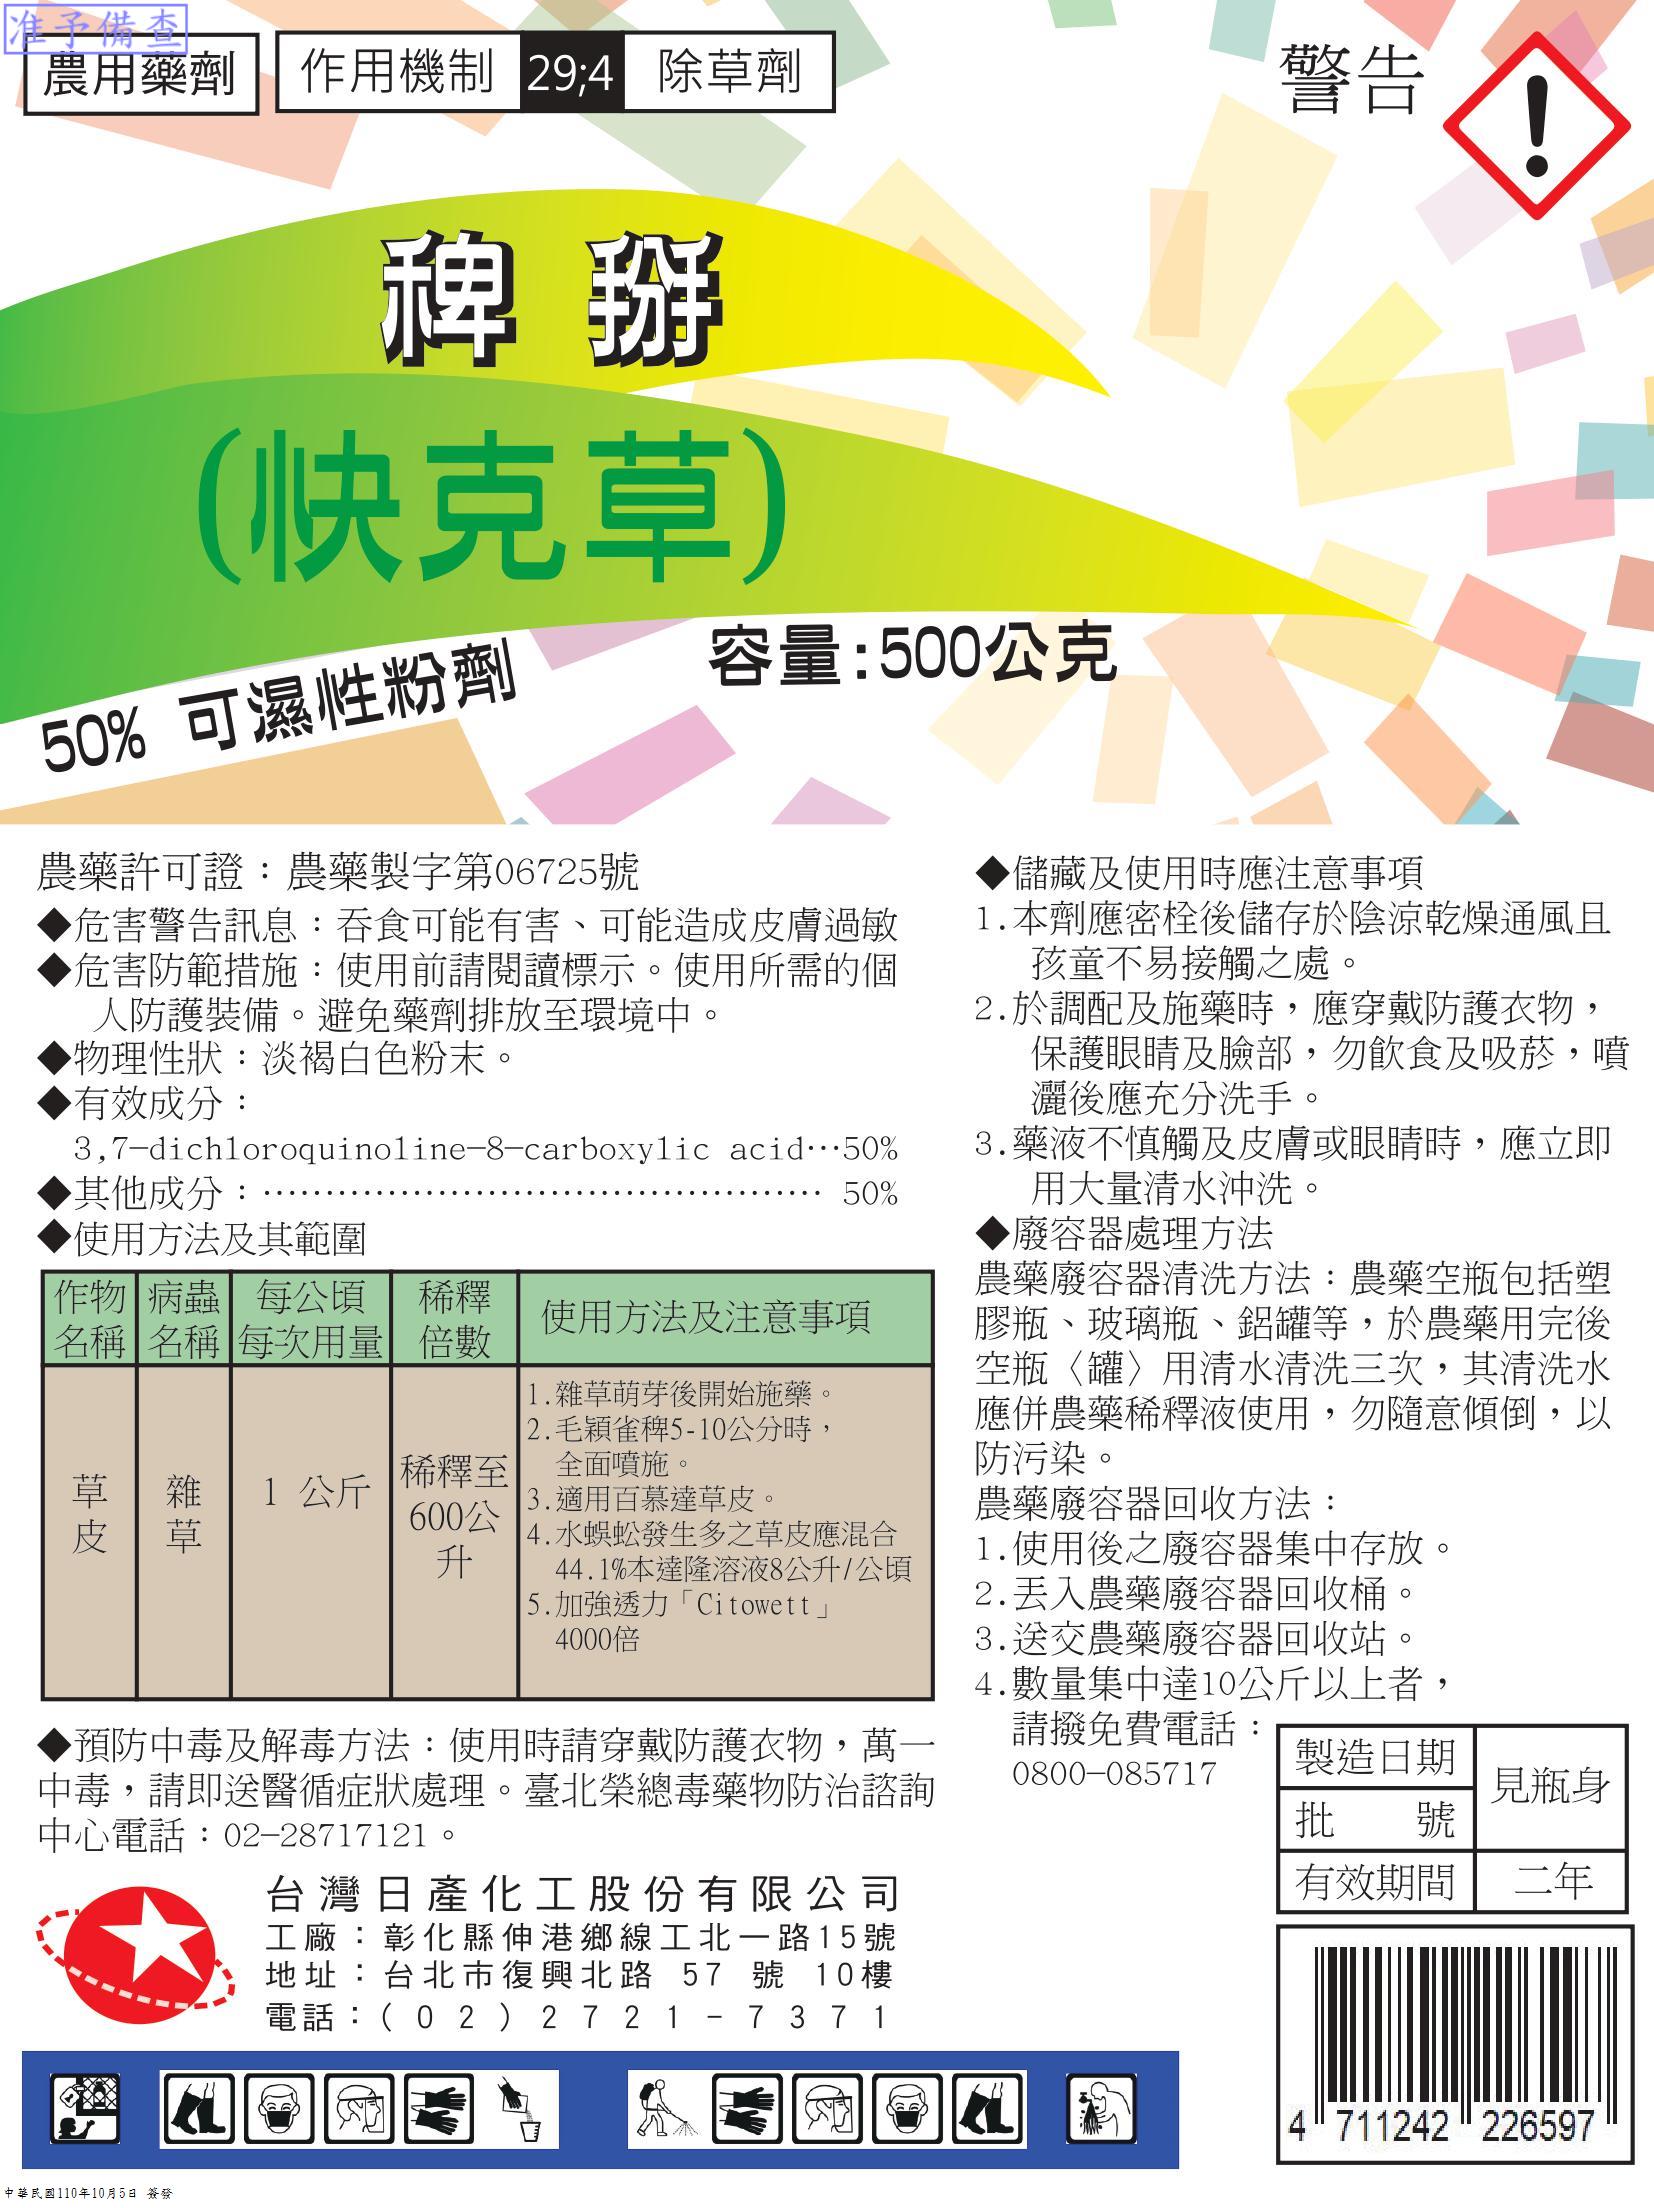 准予備查
農用藥劑
作用機制 29;4 除草劑
警告
稗掰
(快克草)
50% 可濕性粉劑
容量:500公克
農藥許可證：農藥製字第06725號
◆危害警告訊息：吞食可能有害、可能造成皮膚過敏
◆危害防範措施：使用前請閱讀標示。使用所需的個
人防護裝備。避免藥劑排放至環境中。
◆物理性狀：淡褐白色粉末。
◆有效成分：
3,7-dichloroquinoline-8-carboxylic acid…50%
◆其他成分：………………………………………… 50%
◆使用方法及其範圍
作物名稱 病蟲名稱 每公頃每次用量 稀釋倍數 使用方法及注意事項
草皮 雜草 1 公斤 稀釋至600公升
1.雜草萌芽後開始施藥。
2.毛穎雀稗5-10公分時，
全面噴施。
3.適用百慕達草皮。
4.水蜈蚣發生多之草皮應混合
44.1%本達隆溶液8公升/公頃
5.加強透力「Citowett」
4000倍
◆預防中毒及解毒方法：使用時請穿戴防護衣物，萬一
中毒，請即送醫循症狀處理。臺北榮總毒藥物防治諮詢
中心電話：02-28717121。
台灣日產化工股份有限公司
工廠：彰化縣伸港鄉線工北一路15號
地址：台北市復興北路 57 號 10樓
電話：(02)2721-7371
◆儲藏及使用時應注意事項
1.本劑應密栓後儲存於陰涼乾燥通風且
孩童不易接觸之處。
2.於調配及施藥時，應穿戴防護衣物，
保護眼睛及臉部，勿飲食及吸菸，噴
灑後應充分洗手。
3.藥液不慎觸及皮膚或眼睛時，應立即
用大量清水沖洗。
◆廢容器處理方法
農藥廢容器清洗方法：農藥空瓶包括塑
膠瓶、玻璃瓶、鋁罐等，於農藥用完後
空瓶〈罐〉用清水清洗三次，其清洗水
應併農藥稀釋液使用，勿隨意傾倒，以
防污染。
農藥廢容器回收方法：
1.使用後之廢容器集中存放。
2.丟入農藥廢容器回收桶。
3.送交農藥廢容器回收站。
4.數量集中達10公斤以上者，
請撥免費電話：
0800-085717
製造日期 見瓶身
批號
有效期間 二年
4 711242 226597
中華民國110年10月5日 簽發